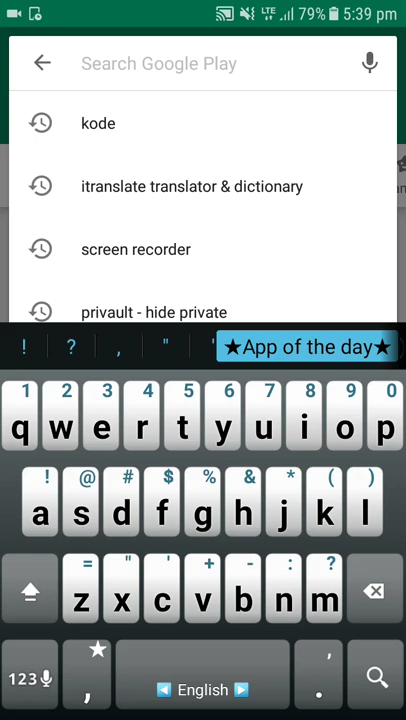 LTE 79% 5:39 pm
Search Google Play
kode
itranslate translator & dictionary
screen recorder
privault - hide private
! ? , " ' ★App of the day★
1 2 3 4 5 6 7 8 9 0
q w e r t y u i o p
! @ # $ % & * ( )
a s d f g h j k l
= " ' + - : ?
z x c v b n m
123 , ★ English ' .